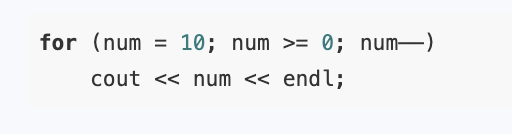 for (num = 10; num >= 0; num——)
cout << num << endl;